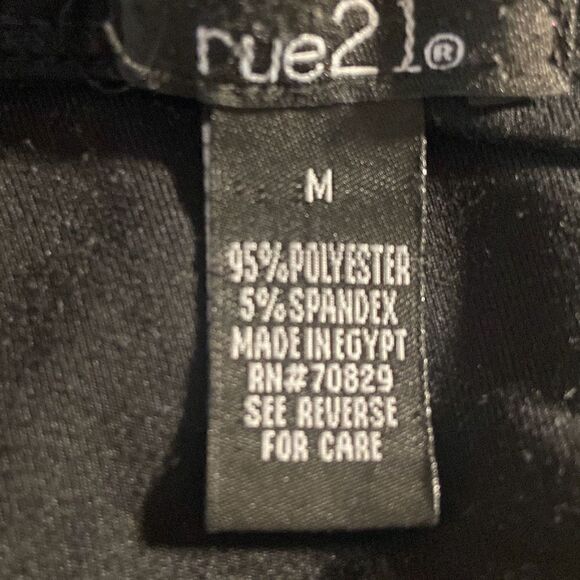 rue21®
M
95%POLYESTER
5%SPANDEX
MADE IN EGYPT
RN#70829
SEE REVERSE
FOR CARE